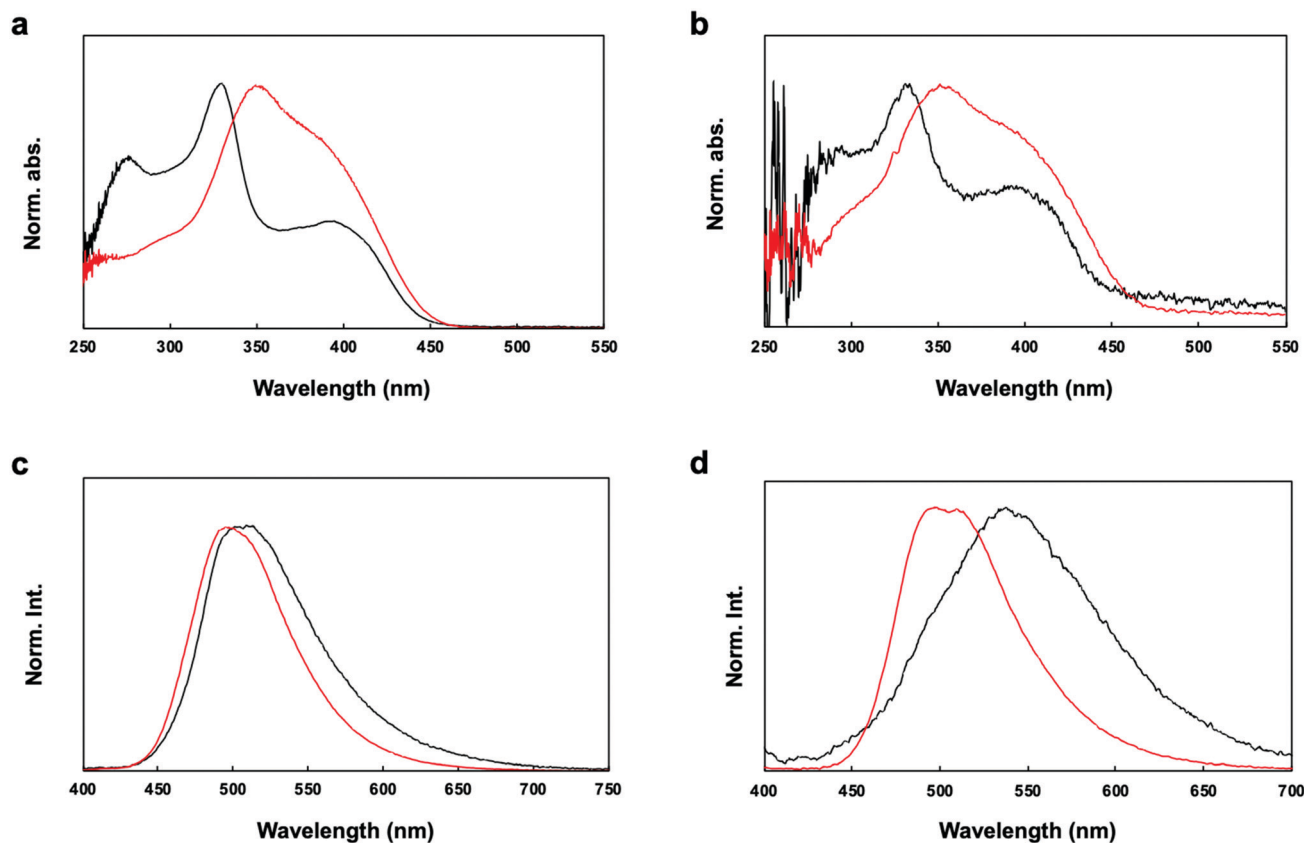 a
Norm. abs.
250 300 350 400 450 500 550
Wavelength (nm)
b
Norm. abs.
250 300 350 400 450 500 550
Wavelength (nm)
c
Norm. Int.
400 450 500 550 600 650 700 750
Wavelength (nm)
d
Norm. Int.
400 450 500 550 600 650 700
Wavelength (nm)